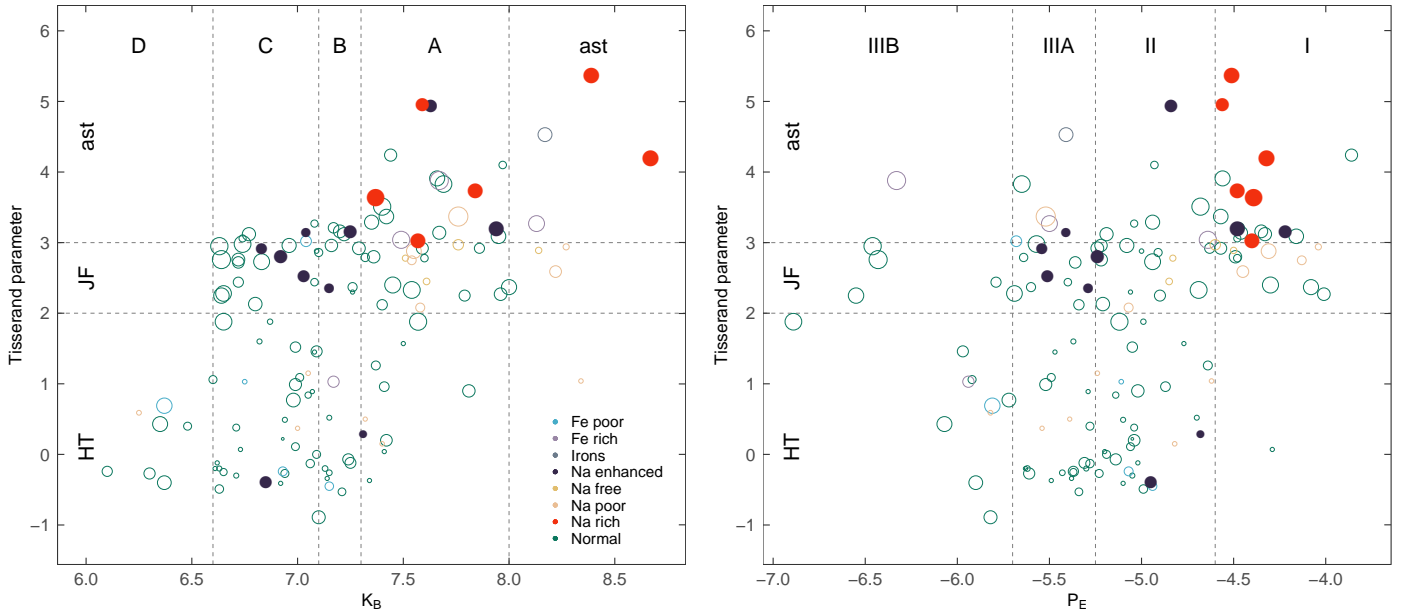 D C B A ast
6
5
4
3
2
1
0
−1
ast
JF
HT
Tisserand parameter
Fe poor
Fe rich
Irons
Na enhanced
Na free
Na poor
Na rich
Normal
6.0 6.5 7.0 7.5 8.0 8.5
K_B
IIIB IIIA II I
6
5
4
3
2
1
0
−1
ast
JF
HT
Tisserand parameter
−7.0 −6.5 −6.0 −5.5 −5.0 −4.5 −4.0
P_E